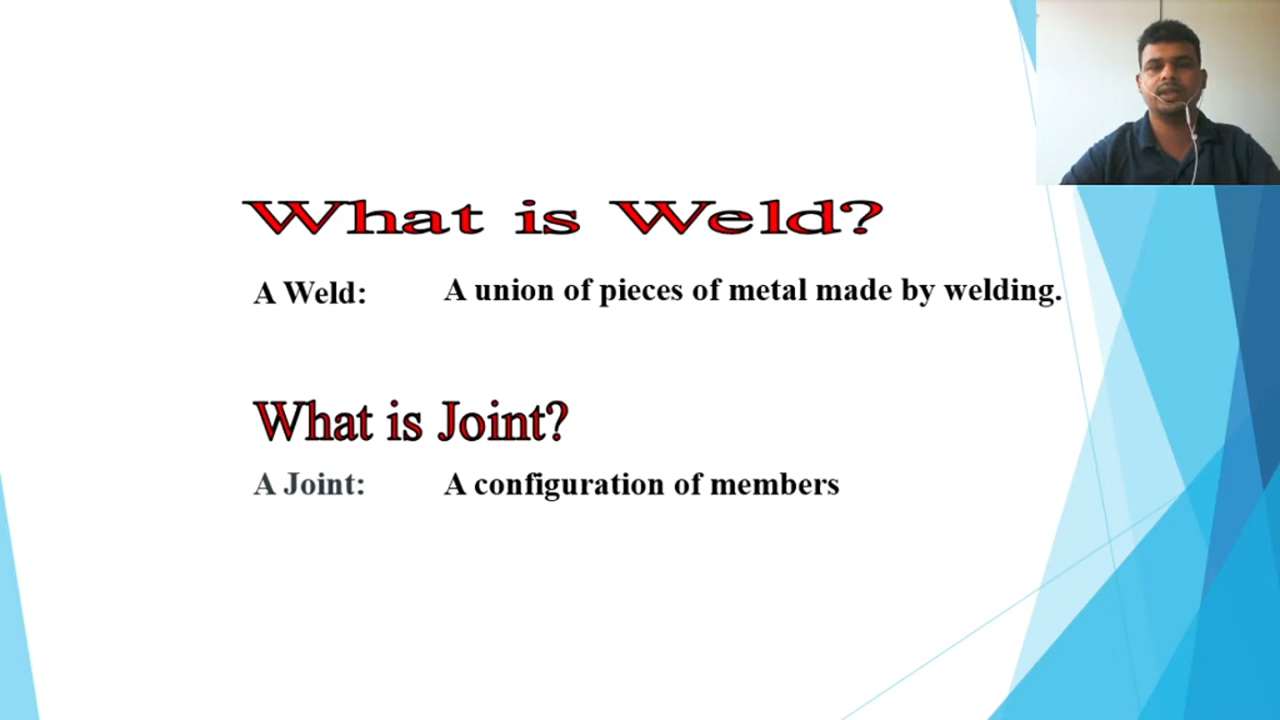 What is Weld?
A Weld: A union of pieces of metal made by welding.
What is Joint?
A Joint: A configuration of members